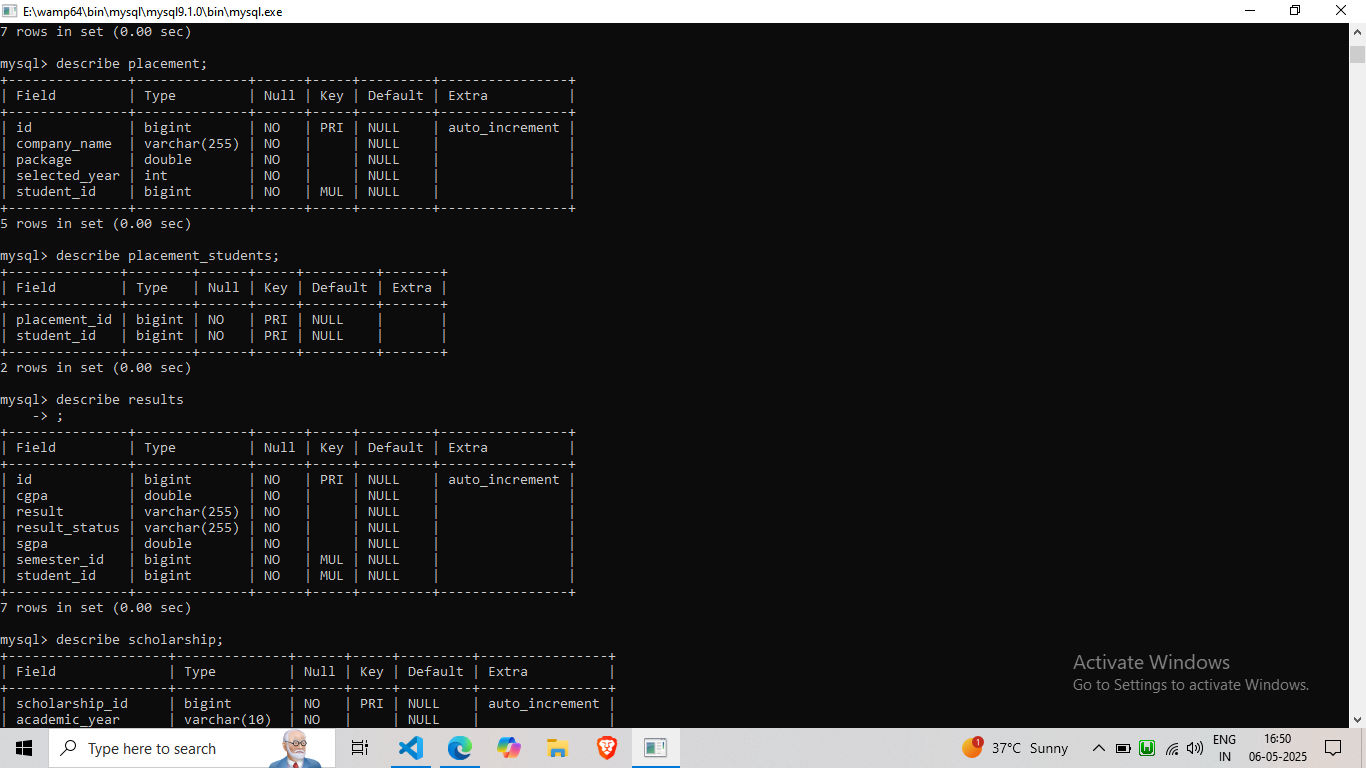 E:\wamp64\bin\mysql\mysql9.1.0\bin\mysql.exe
7 rows in set (0.00 sec)
mysql> describe placement;
+---------------+--------------+------+-----+---------+----------------+
| Field         | Type         | Null | Key | Default | Extra          |
+---------------+--------------+------+-----+---------+----------------+
| id            | bigint       | NO   | PRI | NULL    | auto_increment |
| company_name  | varchar(255) | NO   |     | NULL    |                |
| package       | double       | NO   |     | NULL    |                |
| selected_year | int          | NO   |     | NULL    |                |
| student_id    | bigint       | NO   | MUL | NULL    |                |
+---------------+--------------+------+-----+---------+----------------+
5 rows in set (0.00 sec)
mysql> describe placement_students;
+--------------+--------+------+-----+---------+-------+
| Field        | Type   | Null | Key | Default | Extra |
+--------------+--------+------+-----+---------+-------+
| placement_id | bigint | NO   | PRI | NULL    |       |
| student_id   | bigint | NO   | PRI | NULL    |       |
+--------------+--------+------+-----+---------+-------+
2 rows in set (0.00 sec)
mysql> describe results
    -> ;
+---------------+--------------+------+-----+---------+----------------+
| Field         | Type         | Null | Key | Default | Extra          |
+---------------+--------------+------+-----+---------+----------------+
| id            | bigint       | NO   | PRI | NULL    | auto_increment |
| cgpa          | double       | NO   |     | NULL    |                |
| result        | varchar(255) | NO   |     | NULL    |                |
| result_status | varchar(255) | NO   |     | NULL    |                |
| sgpa          | double       | NO   |     | NULL    |                |
| semester_id   | bigint       | NO   | MUL | NULL    |                |
| student_id    | bigint       | NO   | MUL | NULL    |                |
+---------------+--------------+------+-----+---------+----------------+
7 rows in set (0.00 sec)
mysql> describe scholarship;
+--------------------+--------------+------+-----+---------+----------------+
| Field              | Type         | Null | Key | Default | Extra          |
+--------------------+--------------+------+-----+---------+----------------+
| scholarship_id     | bigint       | NO   | PRI | NULL    | auto_increment |
| academic_year      | varchar(10)  | NO   |     | NULL    |                |
Activate Windows
Go to Settings to activate Windows.
Type here to search
1
37°C Sunny
ENG
IN
16:50
06-05-2025